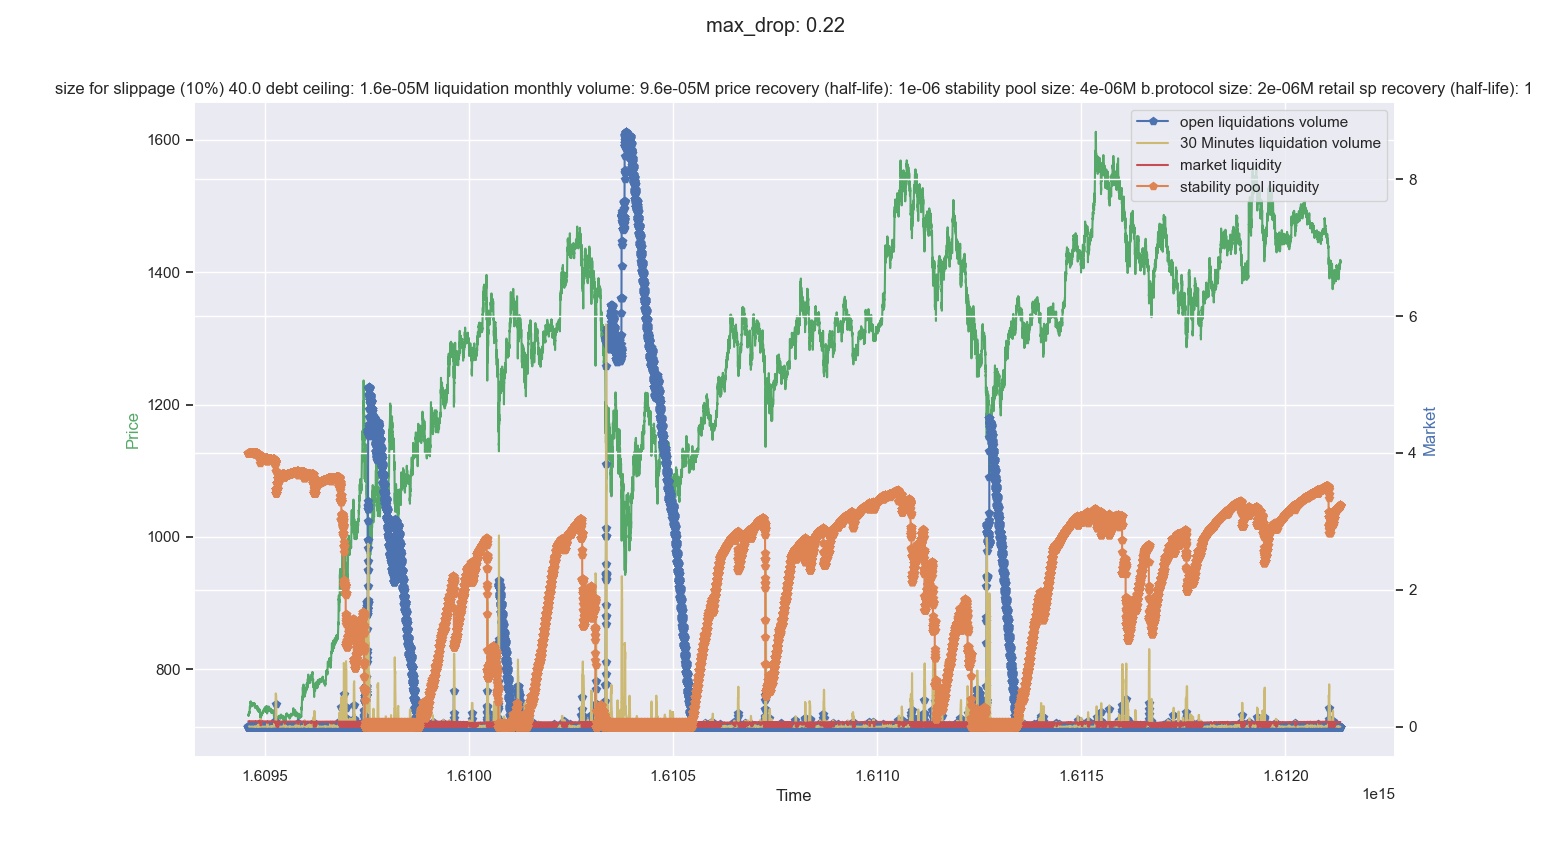 max_drop: 0.22
size for slippage (10%) 40.0 debt ceiling: 1.6e-05M liquidation monthly volume: 9.6e-05M price recovery (half-life): 1e-06 stability pool size: 4e-06M b.protocol size: 2e-06M retail sp recovery (half-life): 1
open liquidations volume
30 Minutes liquidation volume
market liquidity
stability pool liquidity
1600
1400
1200
1000
800
Price
8
6
4
2
0
Market
1.6095 1.6100 1.6105 1.6110 1.6115 1.6120
1e15
Time